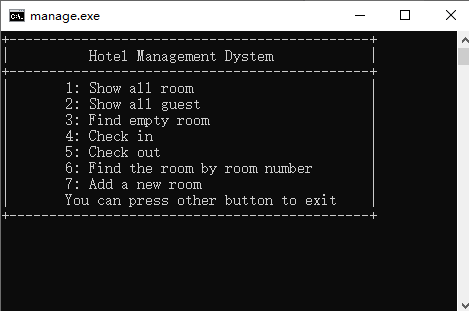 manage.exe
Hotel Management Dystem
1: Show all room
2: Show all guest
3: Find empty room
4: Check in
5: Check out
6: Find the room by room number
7: Add a new room
You can press other button to exit